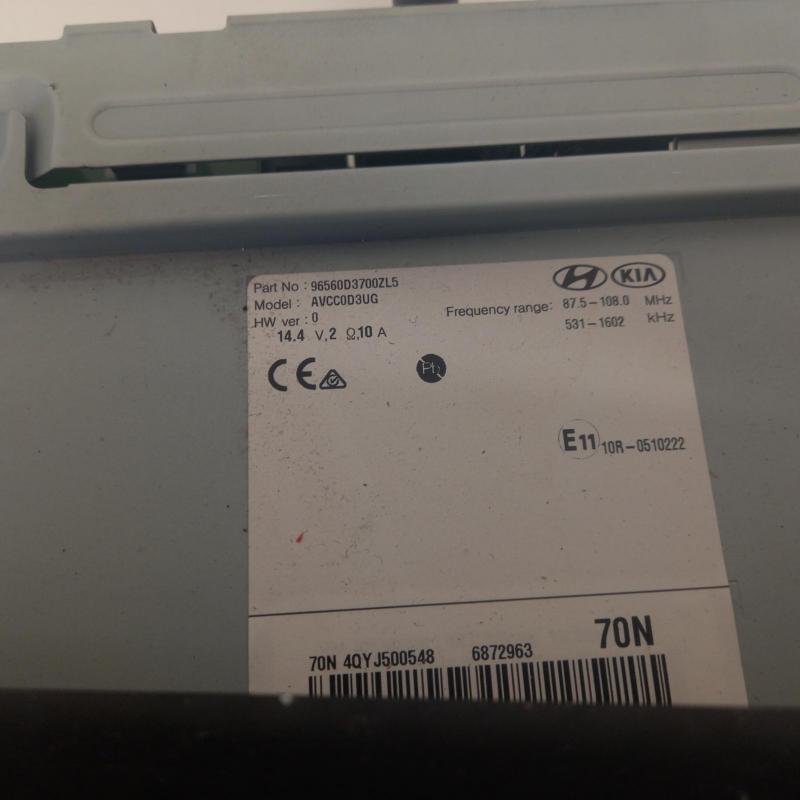 Part No : 96560D3700ZL5
Model : AVCC0D3UG
HW ver : 0
14.4 V,2 Ω,10 A
KIA
Frequency range: 87.5-108.0 MHz
531-1602 kHz
CE
Pb
E11 10R-0510222
70N
70N 4QYJ500548 6872963